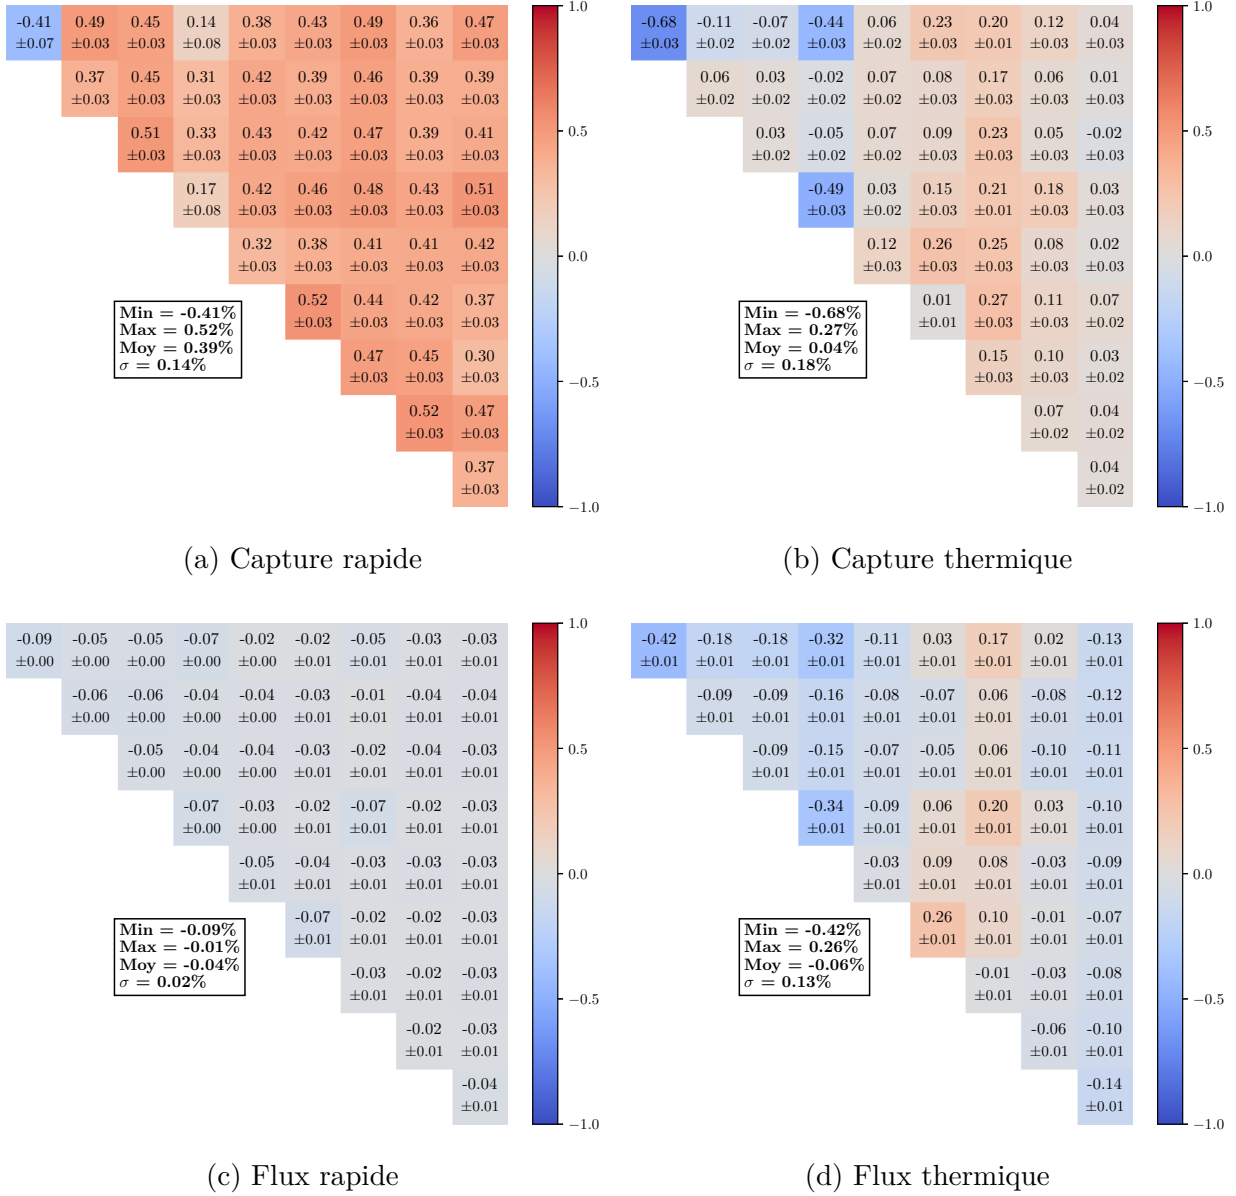 -0.41 0.49 0.45 0.14 0.38 0.43 0.49 0.36 0.47
±0.07 ±0.03 ±0.03 ±0.08 ±0.03 ±0.03 ±0.03 ±0.03 ±0.03
0.37 0.45 0.31 0.42 0.39 0.46 0.39 0.39
±0.03 ±0.03 ±0.03 ±0.03 ±0.03 ±0.03 ±0.03 ±0.03
0.51 0.33 0.43 0.42 0.47 0.39 0.41
±0.03 ±0.03 ±0.03 ±0.03 ±0.03 ±0.03 ±0.03
0.17 0.42 0.46 0.48 0.43 0.51
±0.08 ±0.03 ±0.03 ±0.03 ±0.03 ±0.03
0.32 0.38 0.41 0.41 0.42
±0.03 ±0.03 ±0.03 ±0.03 ±0.03
0.52 0.44 0.42 0.37
±0.03 ±0.03 ±0.03 ±0.03
0.47 0.45 0.30
±0.03 ±0.03 ±0.03
0.52 0.47
±0.03 ±0.03
0.37
±0.03
Min = -0.41%
Max = 0.52%
Moy = 0.39%
σ = 0.14%
1.0
0.5
0.0
−0.5
−1.0
(a) Capture rapide
-0.68 -0.11 -0.07 -0.44 0.06 0.23 0.20 0.12 0.04
±0.03 ±0.02 ±0.02 ±0.03 ±0.02 ±0.03 ±0.01 ±0.03 ±0.03
0.06 0.03 -0.02 0.07 0.08 0.17 0.06 0.01
±0.02 ±0.02 ±0.02 ±0.02 ±0.03 ±0.03 ±0.03 ±0.03
0.03 -0.05 0.07 0.09 0.23 0.05 -0.02
±0.02 ±0.02 ±0.02 ±0.03 ±0.03 ±0.03 ±0.03
-0.49 0.03 0.15 0.21 0.18 0.03
±0.03 ±0.02 ±0.03 ±0.01 ±0.03 ±0.03
0.12 0.26 0.25 0.08 0.02
±0.03 ±0.03 ±0.03 ±0.03 ±0.03
0.01 0.27 0.11 0.07
±0.01 ±0.03 ±0.03 ±0.02
0.15 0.10 0.03
±0.03 ±0.03 ±0.02
0.07 0.04
±0.02 ±0.02
0.04
±0.02
Min = -0.68%
Max = 0.27%
Moy = 0.04%
σ = 0.18%
1.0
0.5
0.0
−0.5
−1.0
(b) Capture thermique
-0.09 -0.05 -0.05 -0.07 -0.02 -0.02 -0.05 -0.03 -0.03
±0.00 ±0.00 ±0.00 ±0.00 ±0.00 ±0.01 ±0.01 ±0.01 ±0.01
-0.06 -0.06 -0.04 -0.04 -0.03 -0.01 -0.04 -0.04
±0.00 ±0.00 ±0.00 ±0.00 ±0.01 ±0.01 ±0.01 ±0.01
-0.05 -0.04 -0.04 -0.03 -0.02 -0.04 -0.03
±0.00 ±0.00 ±0.00 ±0.01 ±0.01 ±0.01 ±0.01
-0.07 -0.03 -0.02 -0.07 -0.02 -0.03
±0.00 ±0.00 ±0.01 ±0.01 ±0.01 ±0.01
-0.05 -0.04 -0.03 -0.03 -0.03
±0.01 ±0.01 ±0.01 ±0.01 ±0.01
-0.07 -0.02 -0.02 -0.03
±0.01 ±0.01 ±0.01 ±0.01
-0.03 -0.02 -0.03
±0.01 ±0.01 ±0.01
-0.02 -0.03
±0.01 ±0.01
-0.04
±0.01
Min = -0.09%
Max = -0.01%
Moy = -0.04%
σ = 0.02%
1.0
0.5
0.0
−0.5
−1.0
(c) Flux rapide
-0.42 -0.18 -0.18 -0.32 -0.11 0.03 0.17 0.02 -0.13
±0.01 ±0.01 ±0.01 ±0.01 ±0.01 ±0.01 ±0.01 ±0.01 ±0.01
-0.09 -0.09 -0.16 -0.08 -0.07 0.06 -0.08 -0.12
±0.01 ±0.01 ±0.01 ±0.01 ±0.01 ±0.01 ±0.01 ±0.01
-0.09 -0.15 -0.07 -0.05 0.06 -0.10 -0.11
±0.01 ±0.01 ±0.01 ±0.01 ±0.01 ±0.01 ±0.01
-0.34 -0.09 0.06 0.20 0.03 -0.10
±0.01 ±0.01 ±0.01 ±0.01 ±0.01 ±0.01
-0.03 0.09 0.08 -0.03 -0.09
±0.01 ±0.01 ±0.01 ±0.01 ±0.01
0.26 0.10 -0.01 -0.07
±0.01 ±0.01 ±0.01 ±0.01
-0.01 -0.03 -0.08
±0.01 ±0.01 ±0.01
-0.06 -0.10
±0.01 ±0.01
-0.14
±0.01
Min = -0.42%
Max = 0.26%
Moy = -0.06%
σ = 0.13%
1.0
0.5
0.0
−0.5
−1.0
(d) Flux thermique